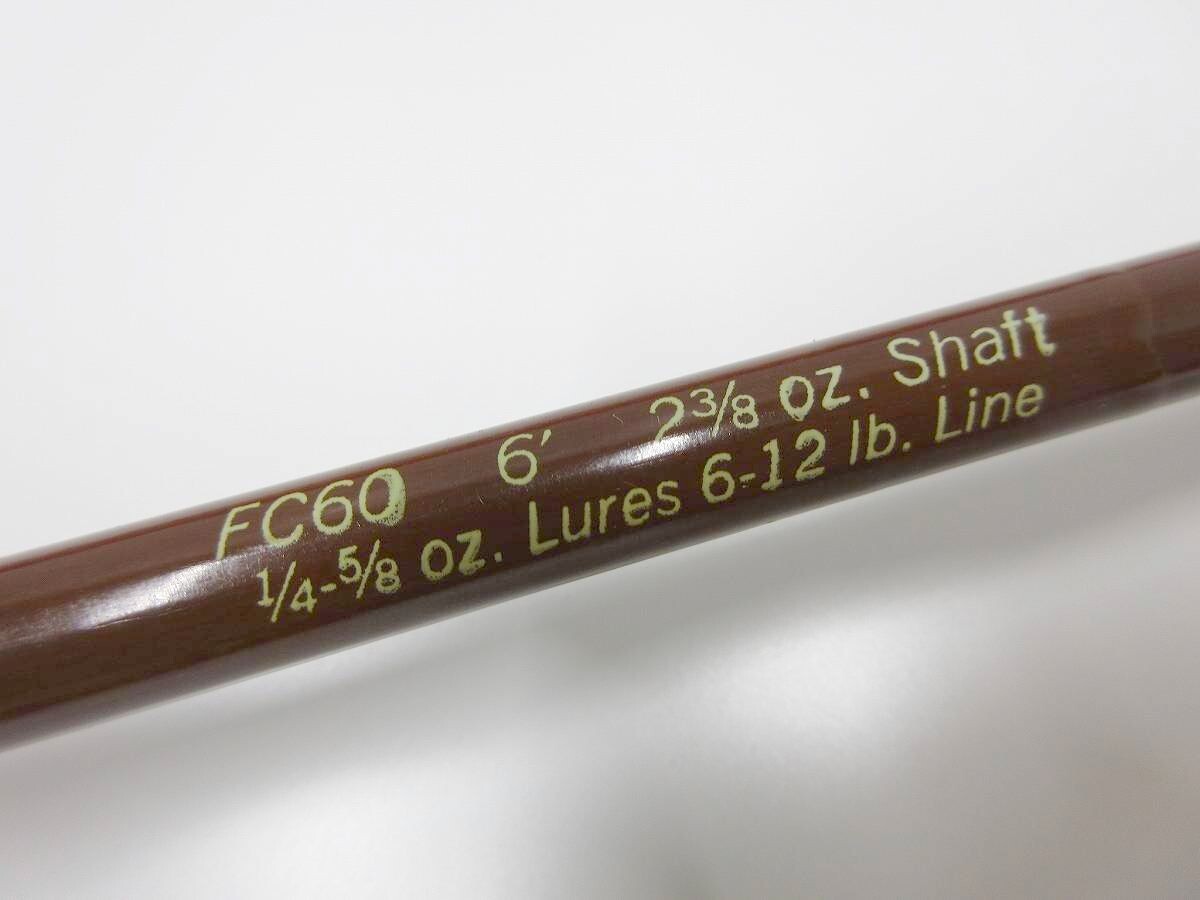 FC60 6' 2 3/8 oz. Shaft
1/4-5/8 oz. Lures 6-12 lb. Line